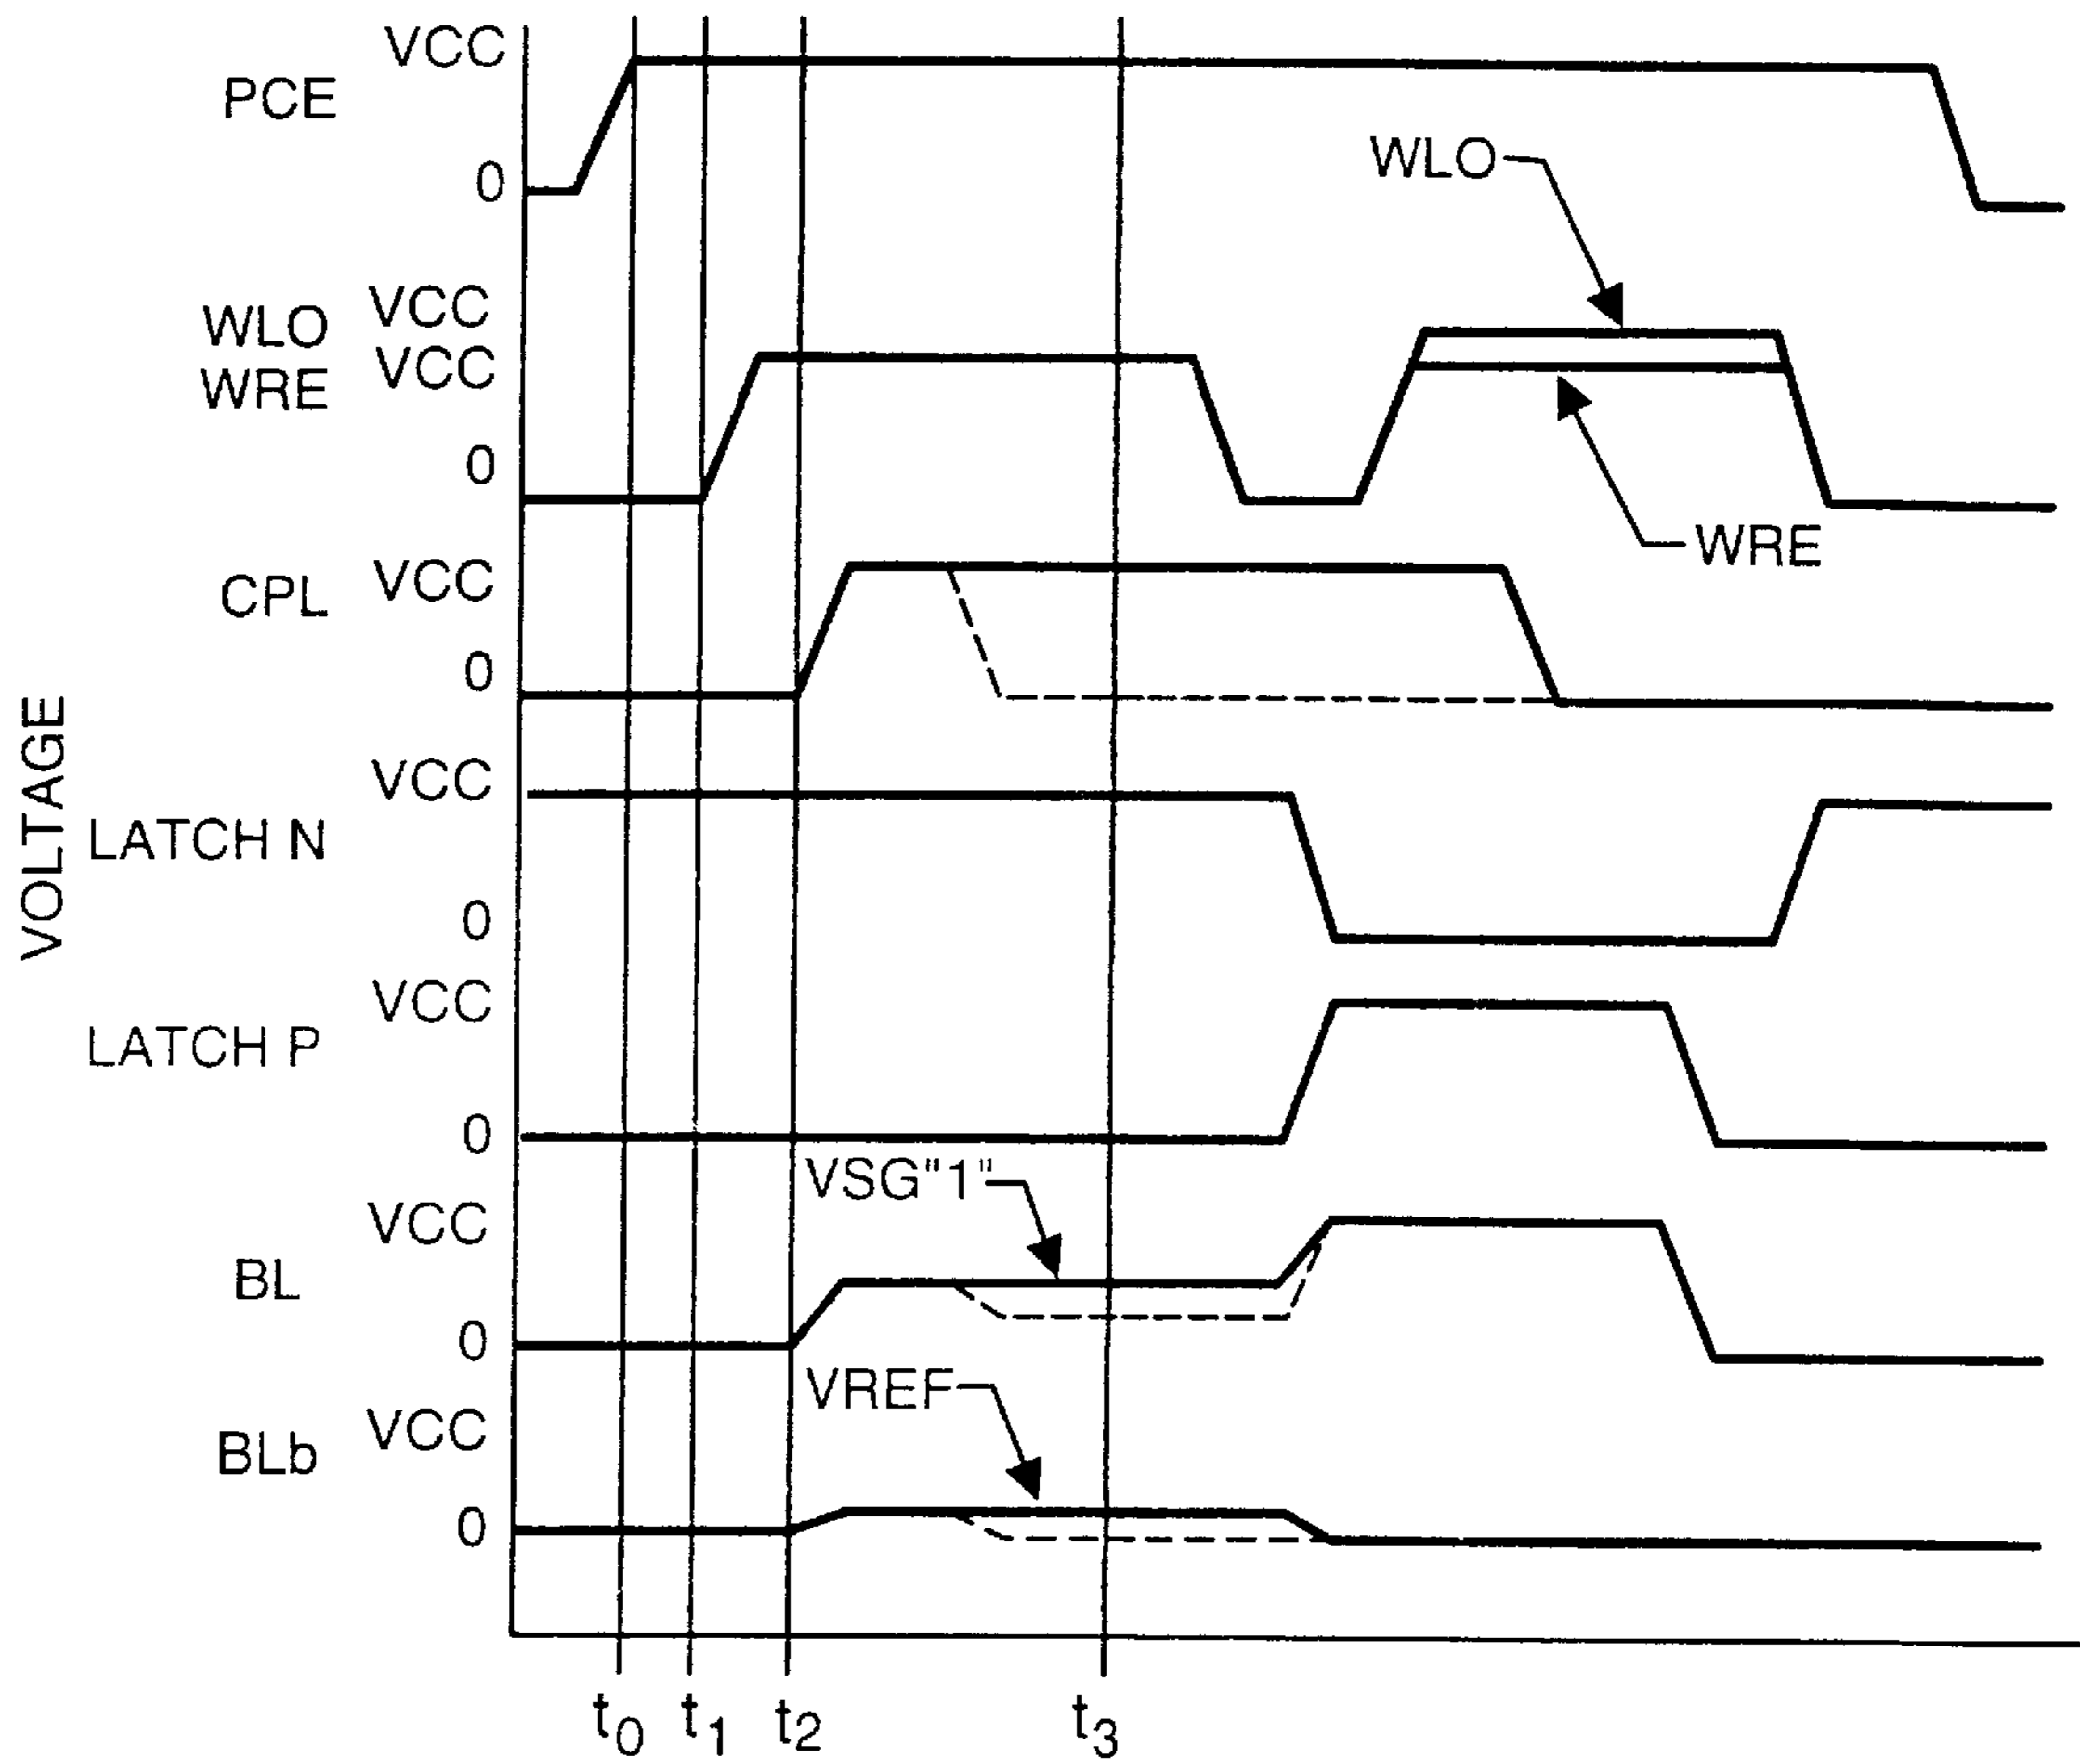 VCC
PCE
0
WLO
WLO VCC
WRE VCC
0
WRE
CPL VCC
0
VOLTAGE
VCC
LATCH N
0
VCC
LATCH P
0
VSG"1"
VCC
BL
0
VREF
VCC
BLb
0
t0 t1 t2 t3